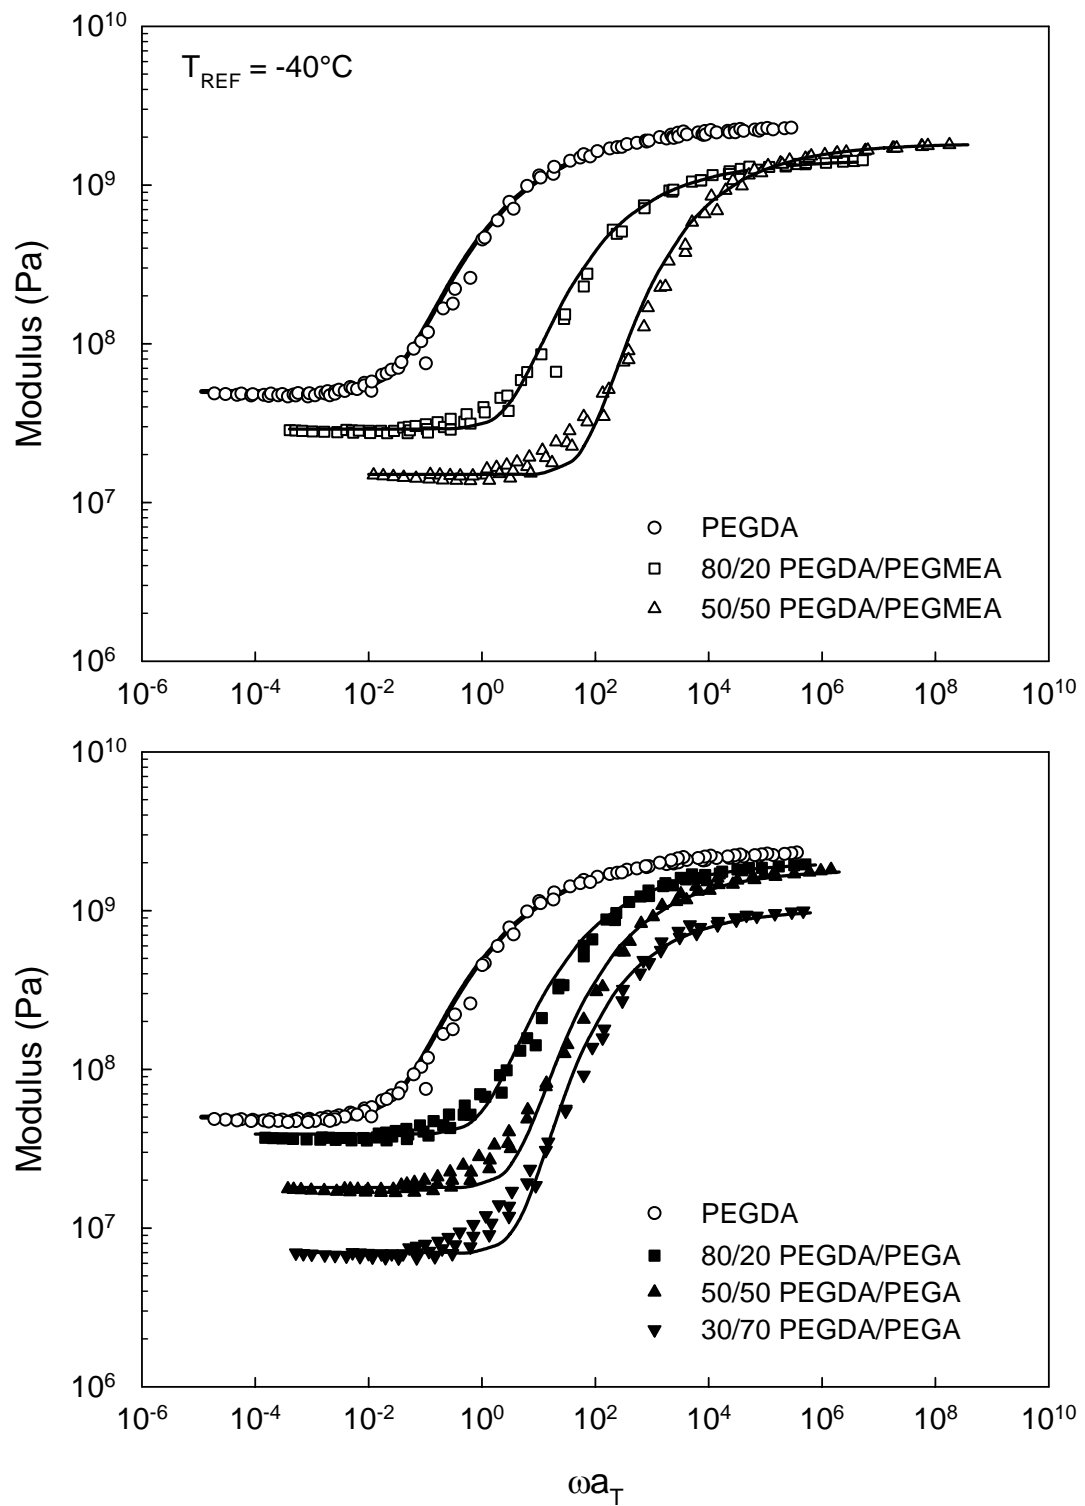 10^10
T_REF = -40°C
10^9
Modulus (Pa)
10^8
10^7
PEGDA
80/20 PEGDA/PEGMEA
50/50 PEGDA/PEGMEA
10^6
10^-6 10^-4 10^-2 10^0 10^2 10^4 10^6 10^8 10^10
10^10
10^9
Modulus (Pa)
10^8
10^7
PEGDA
80/20 PEGDA/PEGA
50/50 PEGDA/PEGA
30/70 PEGDA/PEGA
10^6
10^-6 10^-4 10^-2 10^0 10^2 10^4 10^6 10^8 10^10
ωa_T